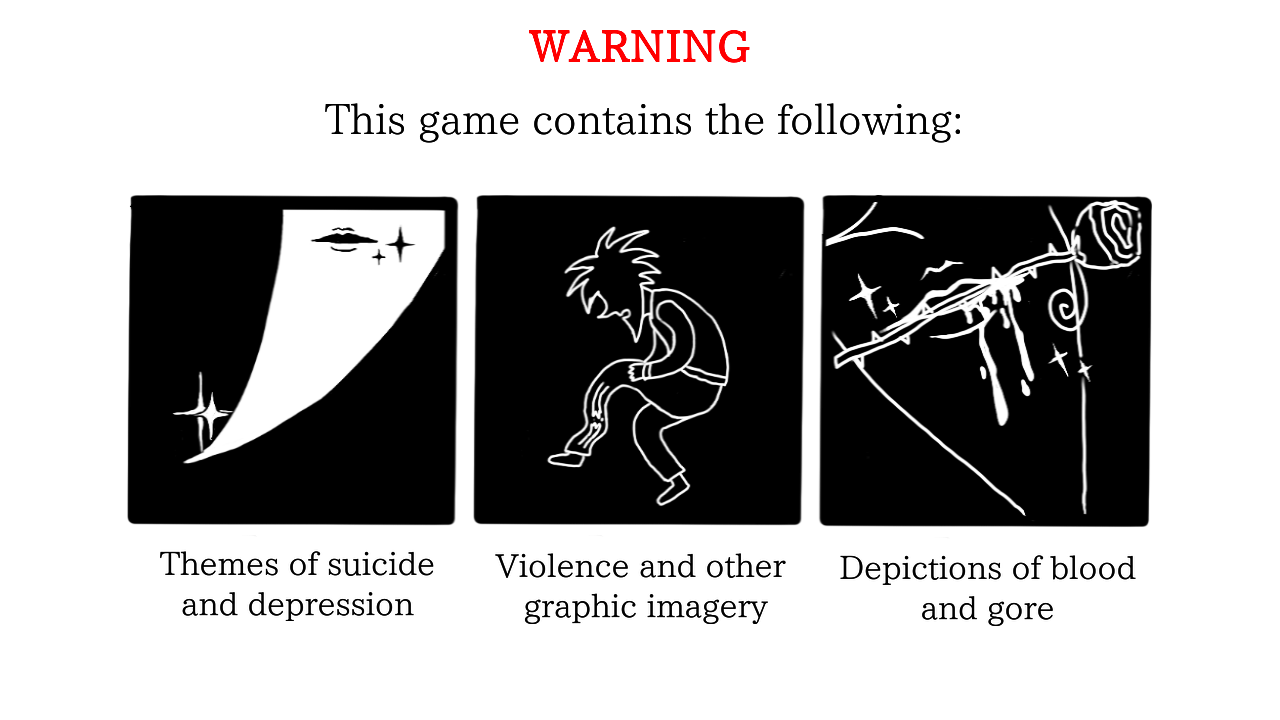 WARNING
This game contains the following:
Themes of suicide
and depression
Violence and other
graphic imagery
Depictions of blood
and gore